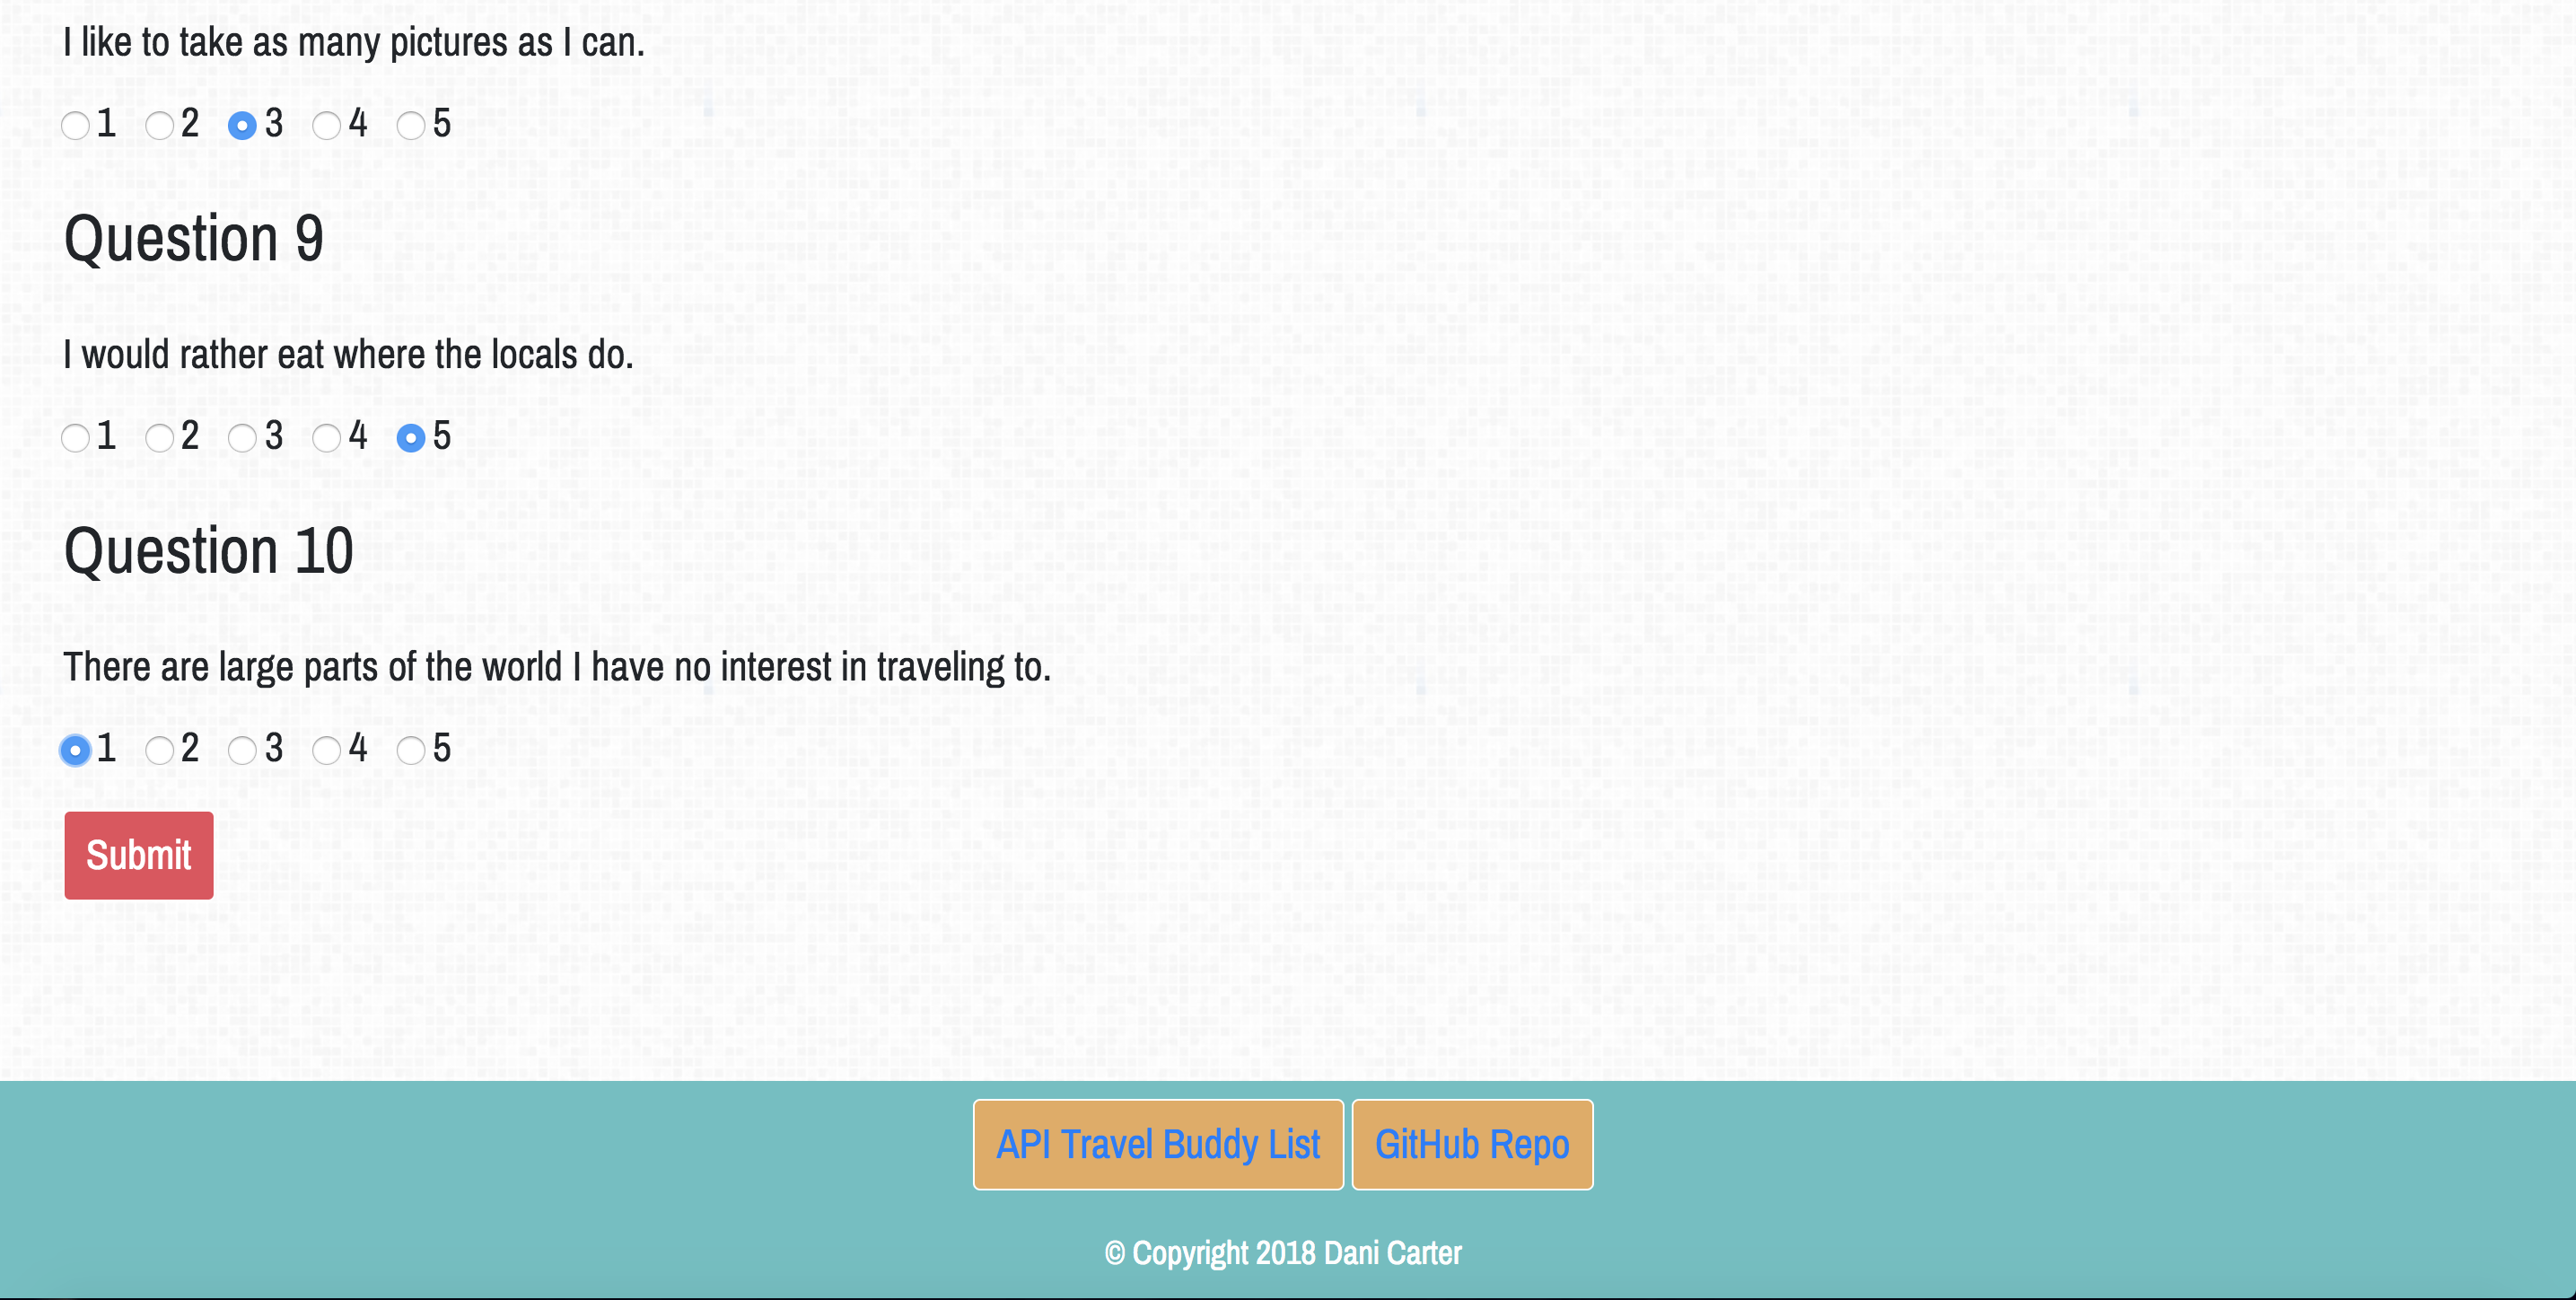 I like to take as many pictures as I can.
1 2 3 4 5
Question 9
I would rather eat where the locals do.
1 2 3 4 5
Question 10
There are large parts of the world I have no interest in traveling to.
1 2 3 4 5
Submit
API Travel Buddy List GitHub Repo
© Copyright 2018 Dani Carter